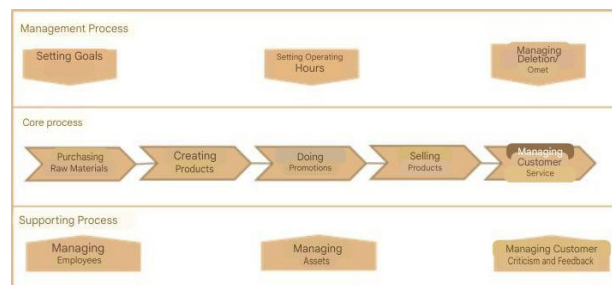 Management Process
Setting Goals
Setting Operating
Hours
Managing
Deletion/
Omet
Core process
Purchasing
Raw Materials
Creating
Products
Doing
Promotions
Selling
Products
Managing
Customer
Service
Supporting Process
Managing
Employees
Managing
Assets
Managing Customer
Criticism and Feedback